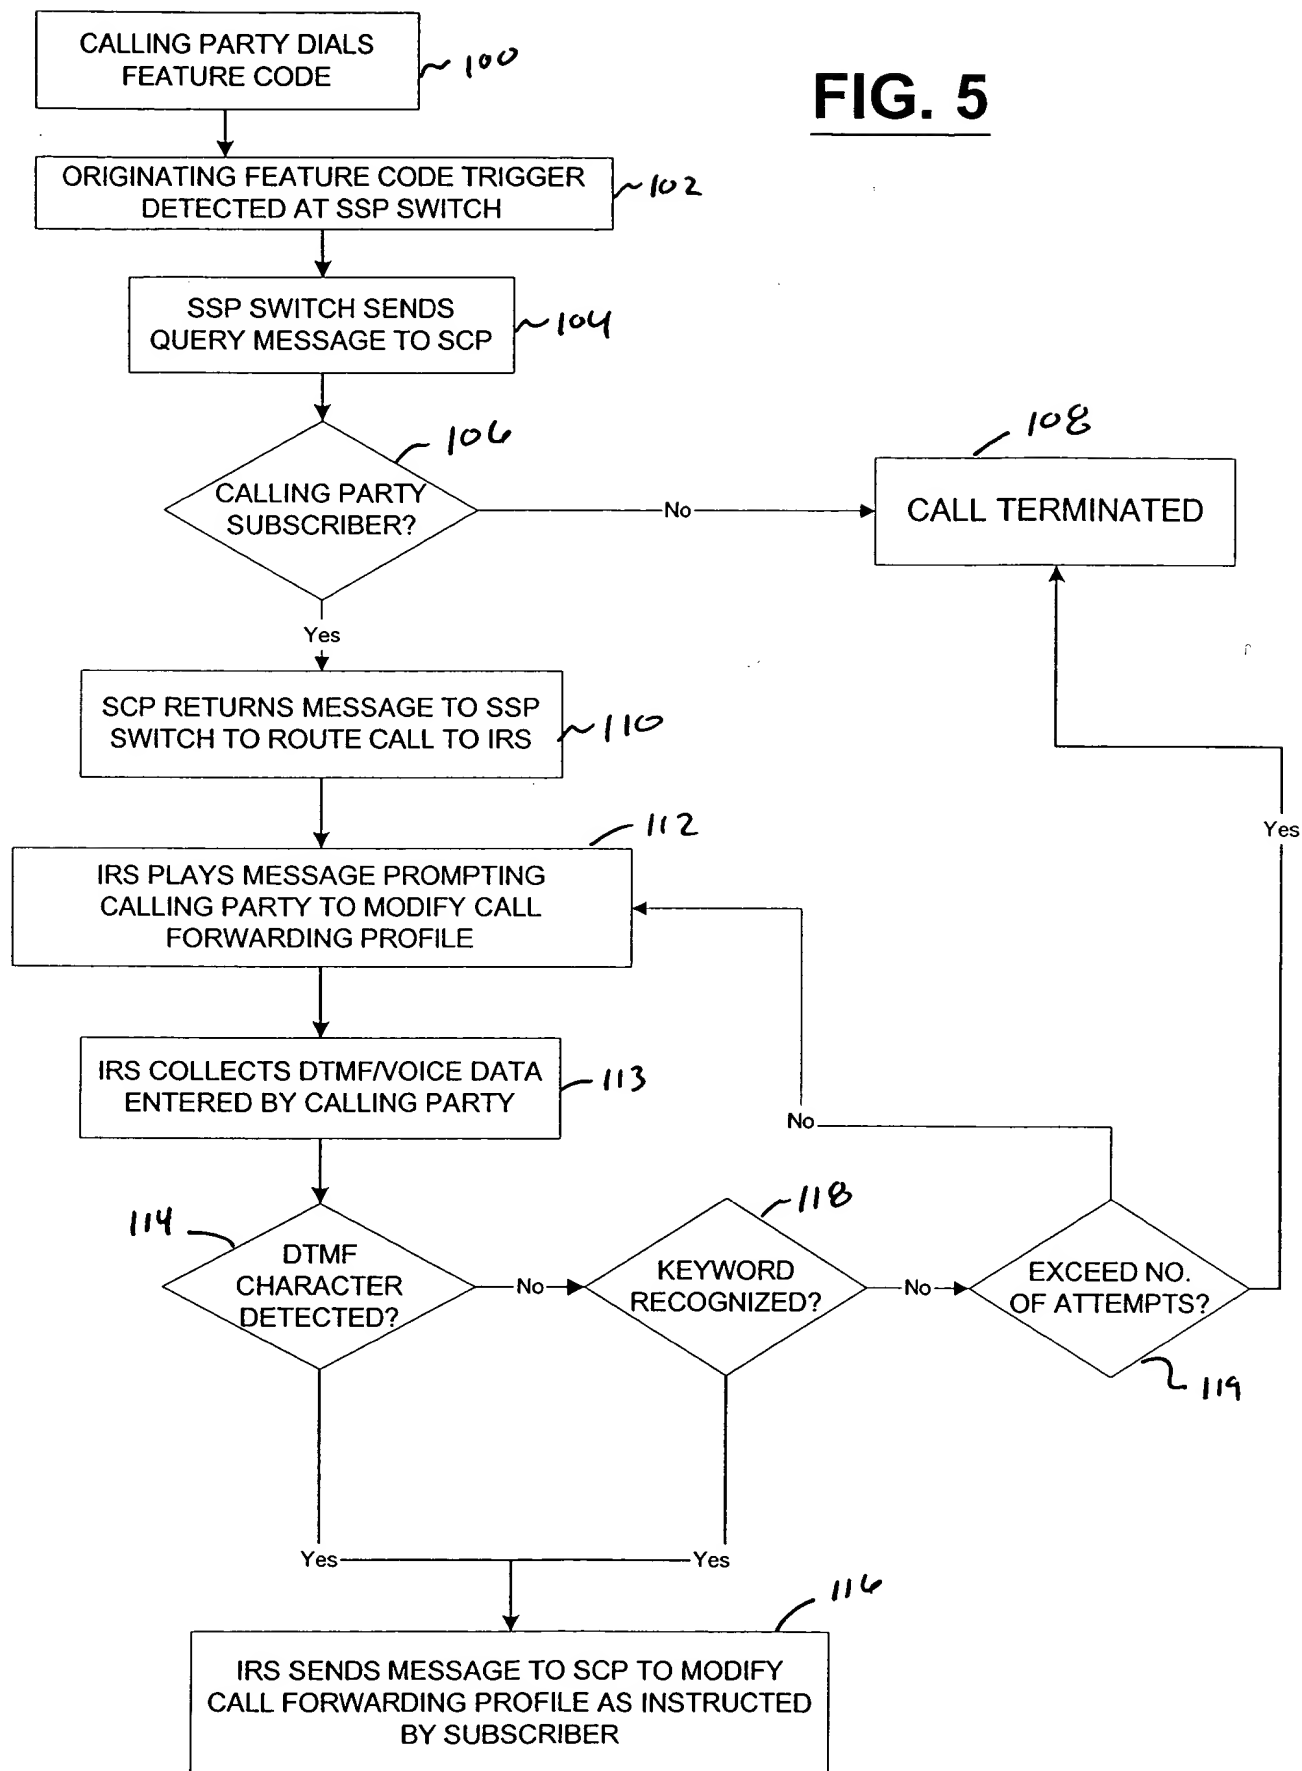 CALLING PARTY DIALS
FEATURE CODE
100
FIG. 5
ORIGINATING FEATURE CODE TRIGGER
DETECTED AT SSP SWITCH
102
SSP SWITCH SENDS
QUERY MESSAGE TO SCP
104
106
CALLING PARTY
SUBSCRIBER?
No
108
CALL TERMINATED
Yes
SCP RETURNS MESSAGE TO SSP
SWITCH TO ROUTE CALL TO IRS
110
112
IRS PLAYS MESSAGE PROMPTING
CALLING PARTY TO MODIFY CALL
FORWARDING PROFILE
Yes
IRS COLLECTS DTMF/VOICE DATA
ENTERED BY CALLING PARTY
113
No
114
DTMF
CHARACTER
DETECTED?
No
118
KEYWORD
RECOGNIZED?
No
EXCEED NO.
OF ATTEMPTS?
119
Yes
Yes
116
IRS SENDS MESSAGE TO SCP TO MODIFY
CALL FORWARDING PROFILE AS INSTRUCTED
BY SUBSCRIBER